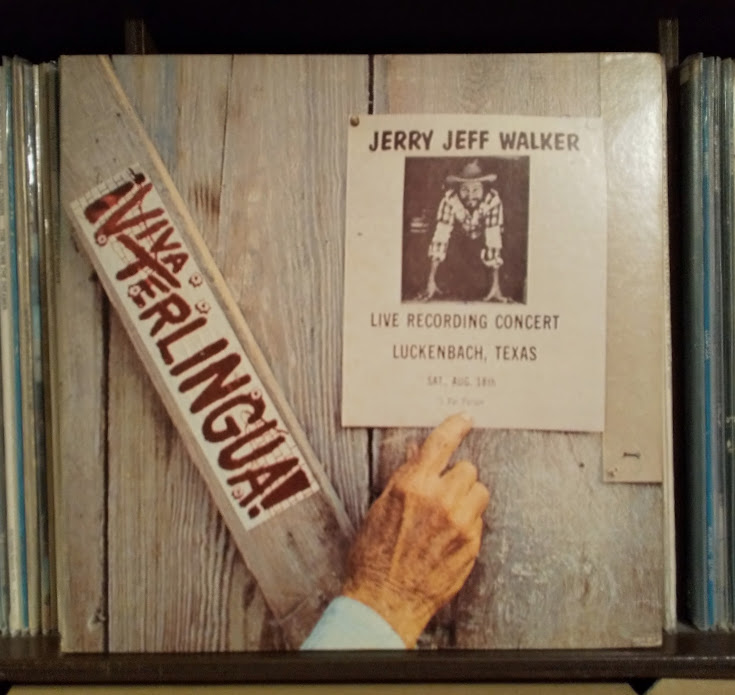 ¡VIVA
TERLINGUA!
JERRY JEFF WALKER
LIVE RECORDING CONCERT
LUCKENBACH, TEXAS
SAT. AUG. 18th